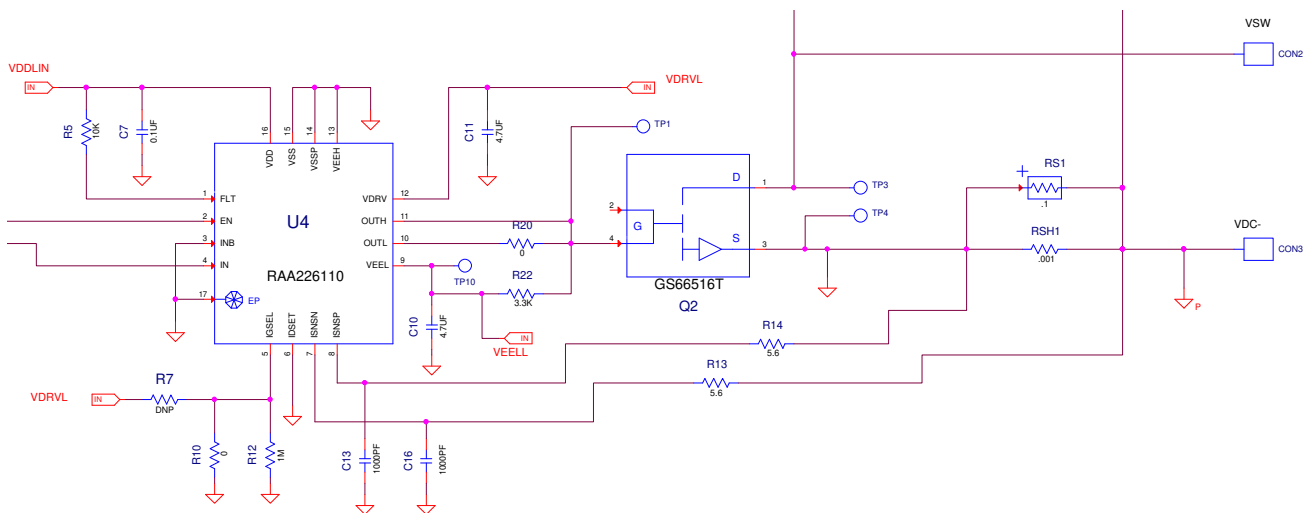 VSW
CON2
VDDLIN
IN
VDRVL
IN
R5
10K
C7
0.1UF
C11
4.7UF
TP1
16
15
14
13
VDD
VSS
VSSP
VEEH
1
FLT
VDRV
12
2
EN
OUTH
11
U4
3
INB
OUTL
10
4
IN
VEEL
9
RAA226110
17
EP
IGSEL
IDSET
ISNSN
ISNSP
5
6
7
8
R20
0
R22
3.3K
TP10
C10
4.7UF
VEELL
IN
2
G
4
D
1
S
3
GS66516T
Q2
TP3
TP4
RS1
+
.1
RSH1
.001
VDC-
CON3
P
R14
5.6
R13
5.6
R7
DNP
VDRVL
IN
R10
0
R12
1M
C13
1000PF
C16
1000PF